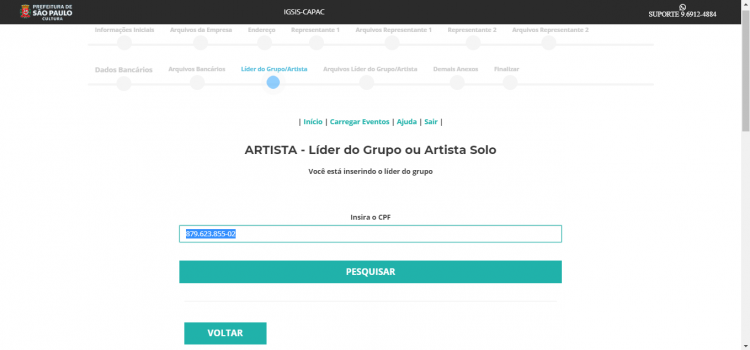 PREFEITURA DE
SÃO PAULO
CULTURA
IGSIS-CAPAC
SUPORTE 9.6912-4884
Informações Iniciais Arquivos da Empresa Endereço Representante 1 Arquivos Representante 1 Representante 2 Arquivos Representante 2
Dados Bancários Arquivos Bancários Líder do Grupo/Artista Arquivos Líder do Grupo/Artista Demais Anexos Finalizar
| Início | Carregar Eventos | Ajuda | Sair |
ARTISTA - Líder do Grupo ou Artista Solo
Você está inserindo o líder do grupo
Insira o CPF
879.623.855-02
PESQUISAR
VOLTAR